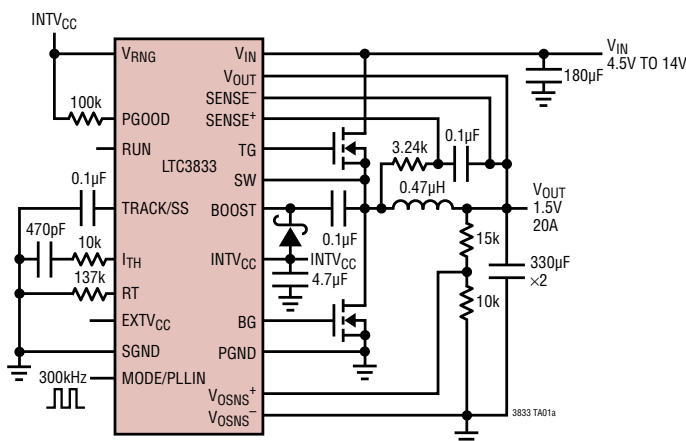 INTVCC
VRNG
PGOOD
RUN
TRACK/SS
ITH
RT
EXTVCC
SGND
MODE/PLLIN
LTC3833
VIN
VOUT
SENSE–
SENSE+
TG
SW
BOOST
INTVCC
BG
PGND
VOSNS+
VOSNS–
100k
0.1µF
470pF
10k
137k
300kHz
VIN
4.5V TO 14V
180µF
3.24k
0.1µF
0.47µH
VOUT
1.5V
20A
0.1µF
INTVCC
4.7µF
15k
10k
330µF
×2
3833 TA01a